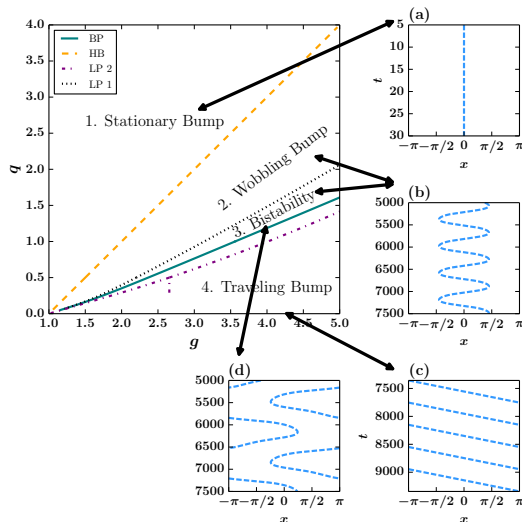 (a)
4.0
3.5
3.0
2.5
2.0
1.5
1.0
0.5
0.0
q
BP
HB
LP 2
LP 1
1. Stationary Bump
2. Wobbling Bump
3. Bistability
4. Traveling Bump
1.0 1.5 2.0 2.5 3.0 3.5 4.0 4.5 5.0
g
5
10
15
20
25
30
t
−π −π/2 0 π/2 π
x
(b)
5000
5500
6000
6500
7000
7500
−π −π/2 0 π/2 π
x
(d)
5000
5500
6000
6500
7000
7500
−π −π/2 0 π/2 π
x
(c)
7500
8000
8500
9000
t
−π −π/2 0 π/2 π
x